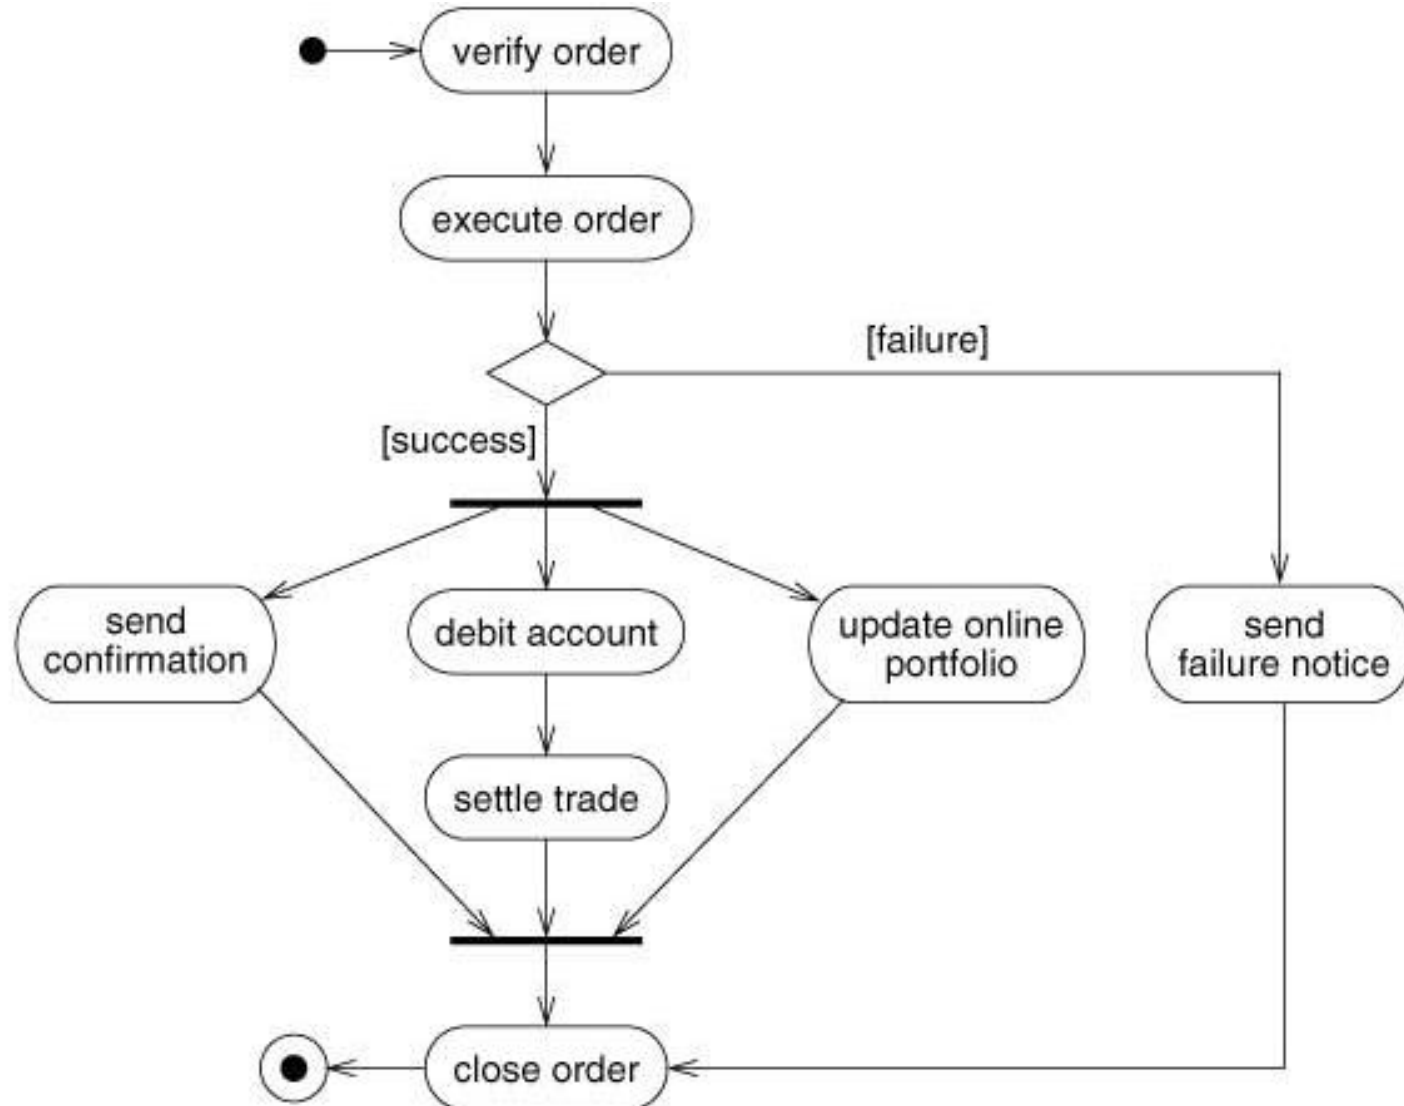 verify order
execute order
[failure]
[success]
send
confirmation
debit account
update online
portfolio
send
failure notice
settle trade
close order